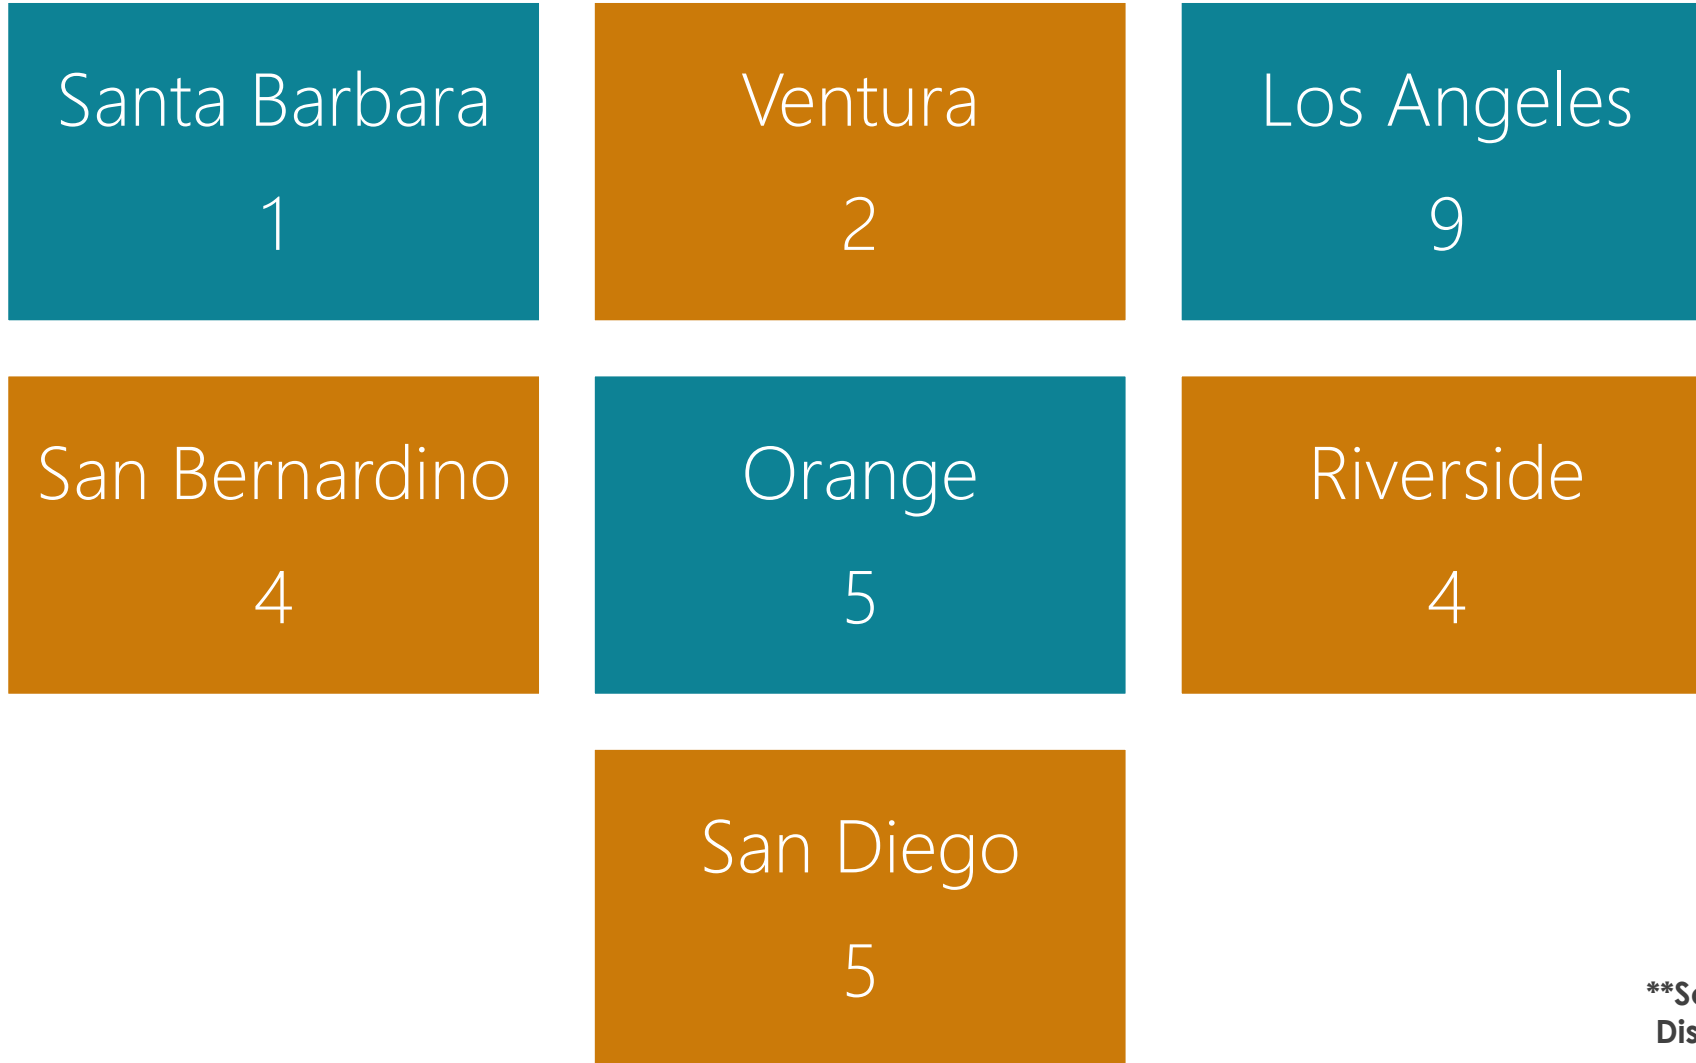 Santa Barbara
1
Ventura
2
Los Angeles
9
San Bernardino
4
Orange
5
Riverside
4
San Diego
5